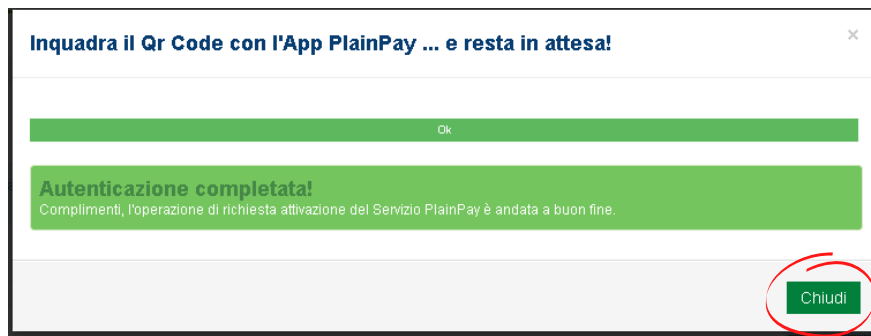 Inquadra il Qr Code con l'App PlainPay ... e resta in attesa!
×
Ok
Autenticazione completata!
Complimenti, l'operazione di richiesta attivazione del Servizio PlainPay è andata a buon fine.
Chiudi